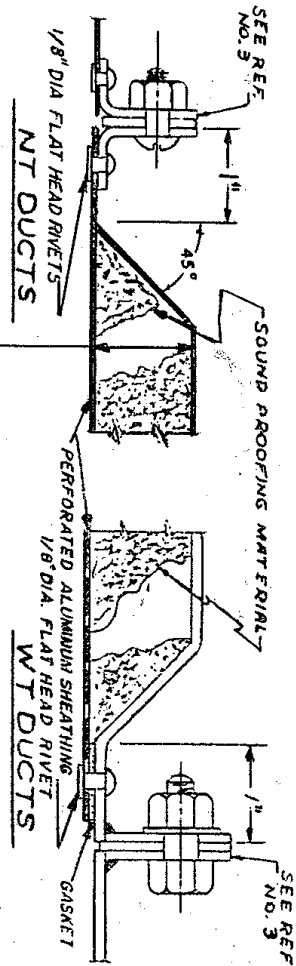 SEE REF
NO. 3
1"
45°
1/8" DIA FLAT HEAD RIVETS
NT DUCTS
SOUND PROOFING MATERIAL
PERFORATED ALUMINUM SHEATHING
1/8" DIA. FLAT HEAD RIVET
WT DUCTS
GASKET
1"
SEE REF
NO. 3